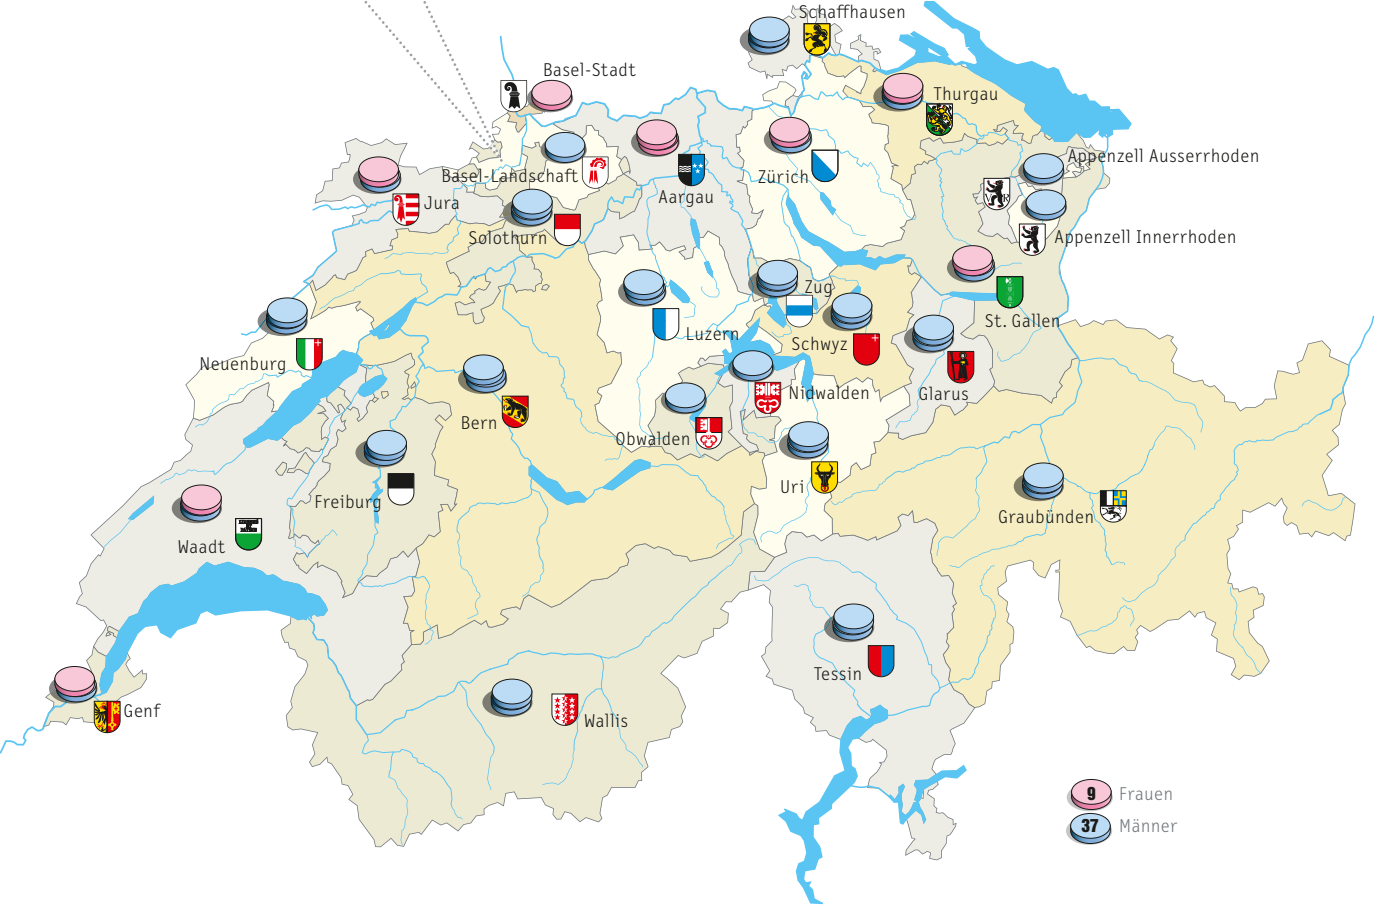 Schaffhausen
Basel-Stadt
Thurgau
Appenzell Ausserrhoden
Basel-Landschaft
Zürich
Aargau
Jura
Solothurn
Appenzell Innerrhoden
Zug
St. Gallen
Luzern
Schwyz
Neuenburg
Nidwalden
Glarus
Bern
Obwalden
Uri
Freiburg
Graubünden
Waadt
Tessin
Genf
Wallis
9 Frauen
37 Männer